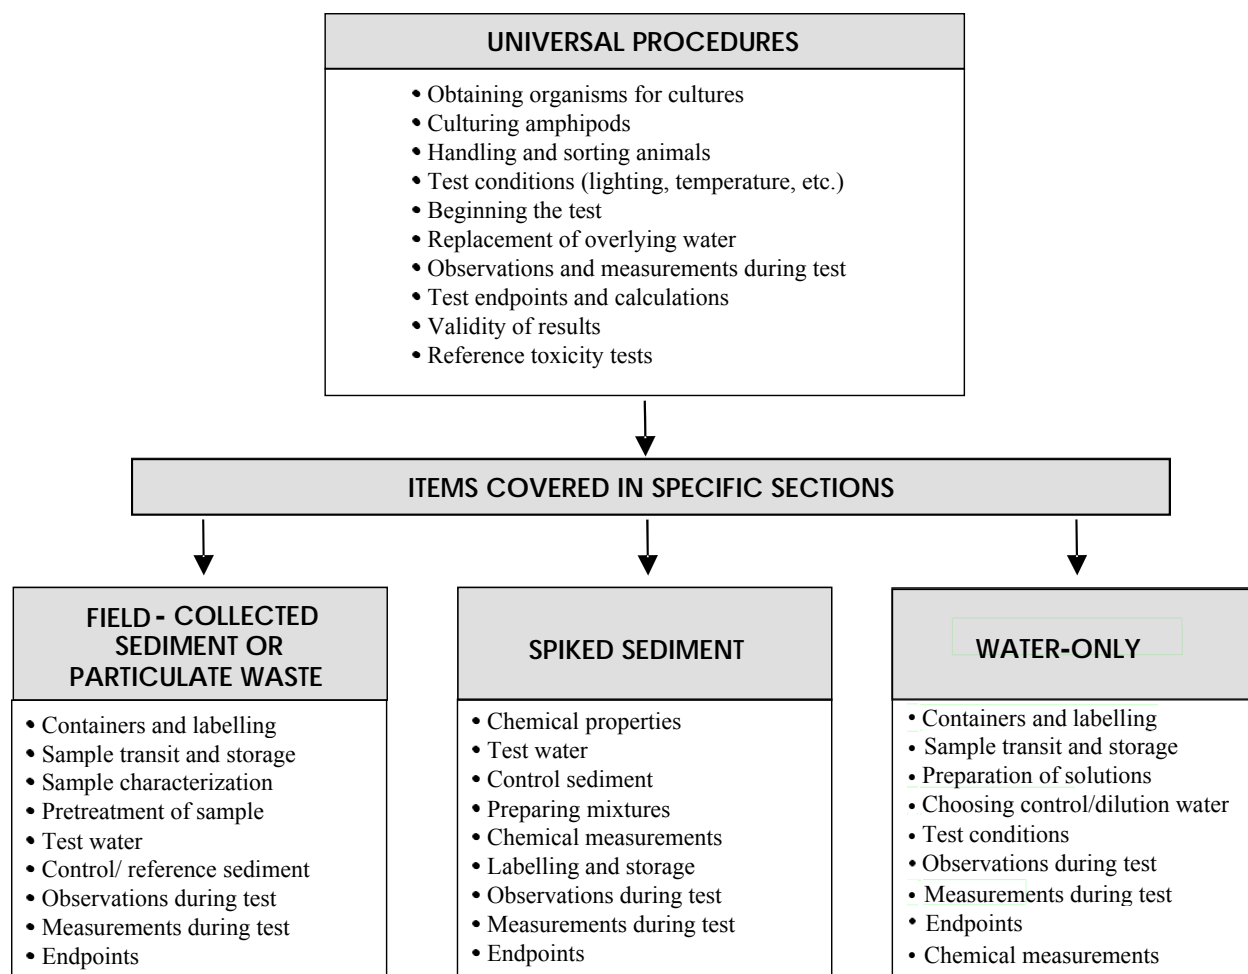 UNIVERSAL PROCEDURES
• Obtaining organisms for cultures
• Culturing amphipods
• Handling and sorting animals
• Test conditions (lighting, temperature, etc.)
• Beginning the test
• Replacement of overlying water
• Observations and measurements during test
• Test endpoints and calculations
• Validity of results
• Reference toxicity tests
ITEMS COVERED IN SPECIFIC SECTIONS
FIELD - COLLECTED
SEDIMENT OR
PARTICULATE WASTE
• Containers and labelling
• Sample transit and storage
• Sample characterization
• Pretreatment of sample
• Test water
• Control/ reference sediment
• Observations during test
• Measurements during test
• Endpoints
SPIKED SEDIMENT
• Chemical properties
• Test water
• Control sediment
• Preparing mixtures
• Chemical measurements
• Labelling and storage
• Observations during test
• Measurements during test
• Endpoints
WATER-ONLY
• Containers and labelling
• Sample transit and storage
• Preparation of solutions
• Choosing control/dilution water
• Test conditions
• Observations during test
• Measurements during test
• Endpoints
• Chemical measurements